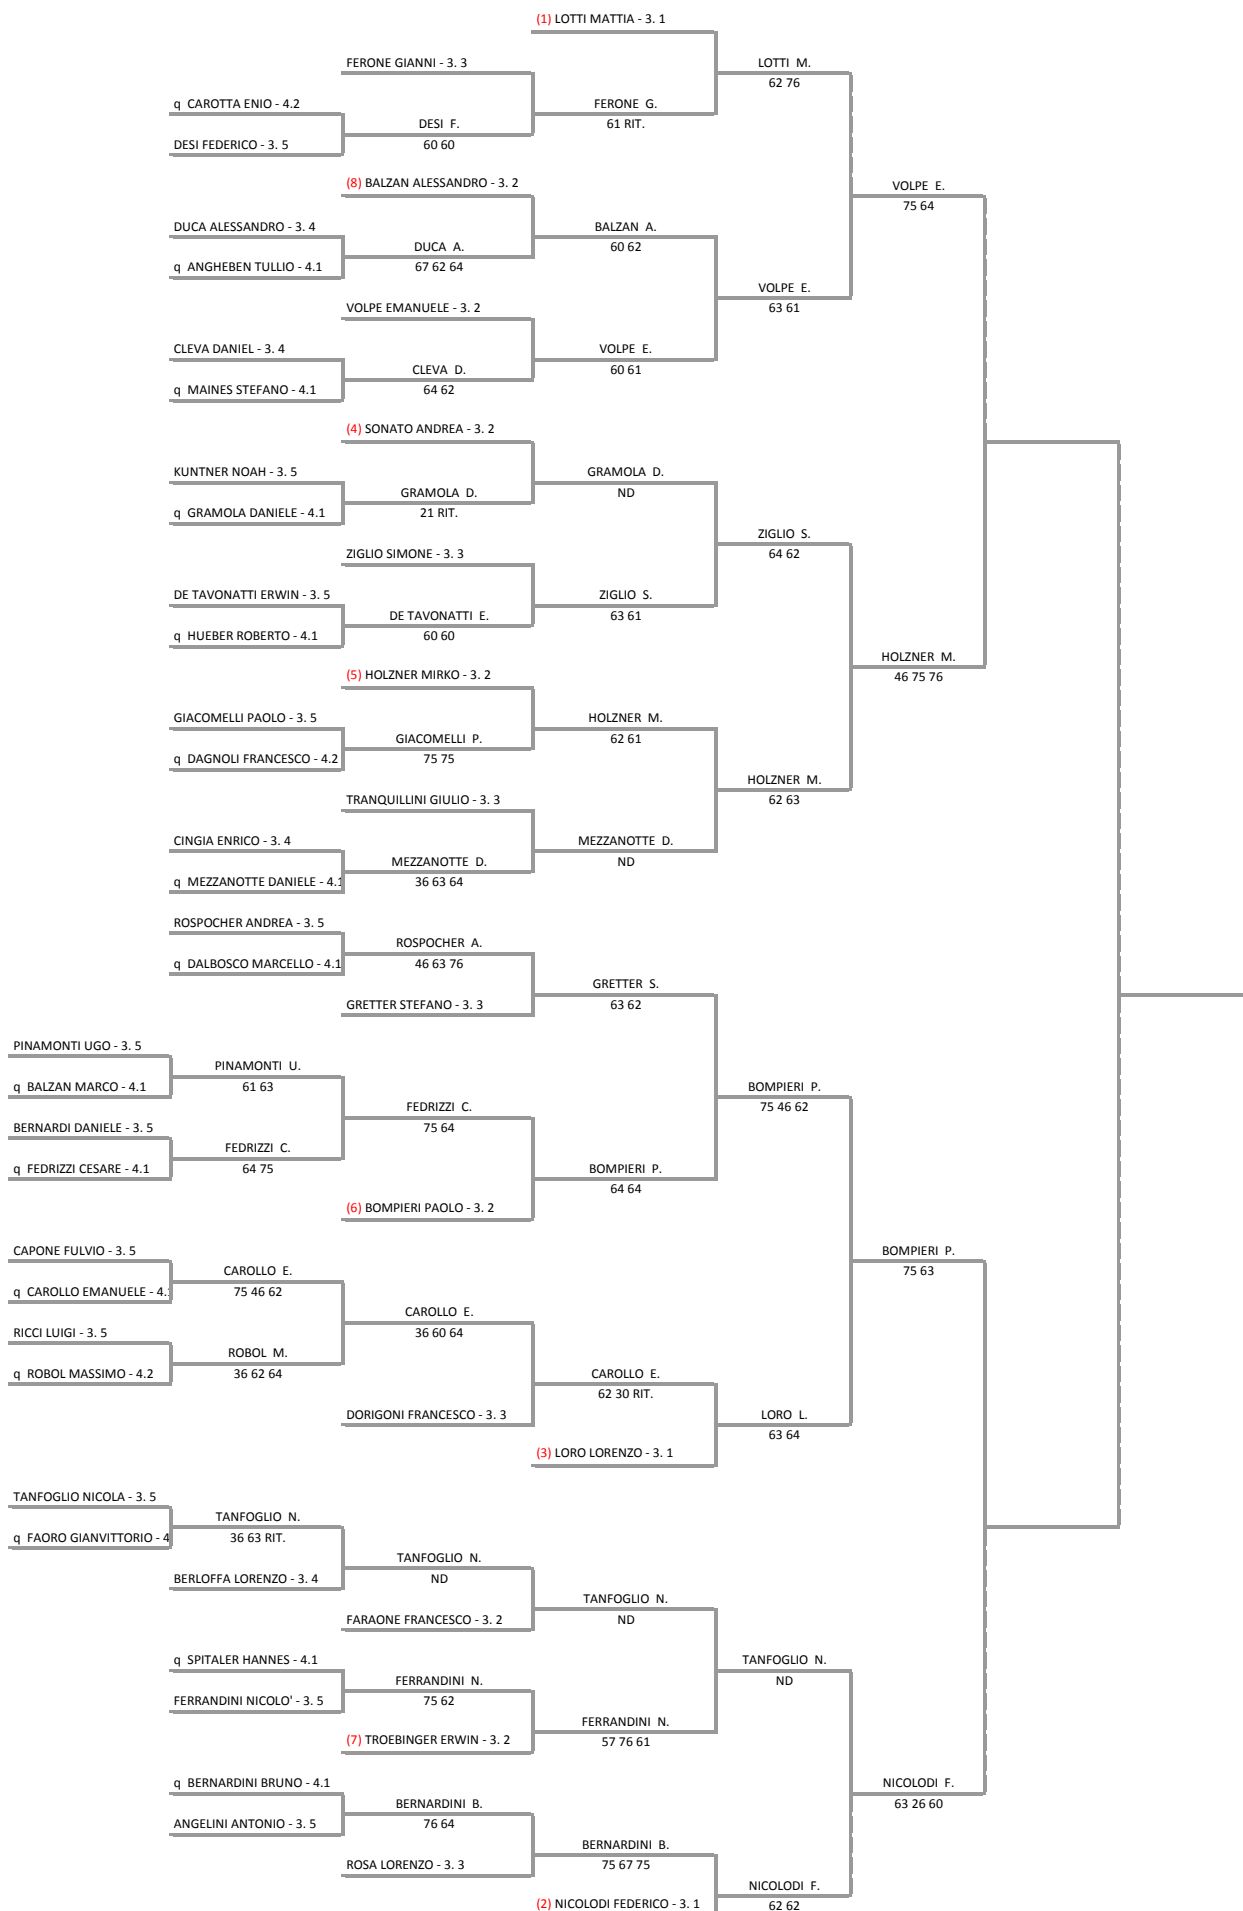 (1) LOTTI MATTIA - 3. 1
FERONE GIANNI - 3. 3
LOTTI M.
62 76
q CAROTTA ENIO - 4.2
FERONE G.
61 RIT.
DESI F.
60 60
DESI FEDERICO - 3. 5
(8) BALZAN ALESSANDRO - 3. 2
VOLPE E.
75 64
DUCA ALESSANDRO - 3. 4
BALZAN A.
60 62
DUCA A.
67 62 64
q ANGHEBEN TULLIO - 4.1
VOLPE E.
63 61
VOLPE EMANUELE - 3. 2
CLEVA DANIEL - 3. 4
VOLPE E.
60 61
CLEVA D.
64 62
q MAINES STEFANO - 4.1
(4) SONATO ANDREA - 3. 2
KUNTNER NOAH - 3. 5
GRAMOLA D.
ND
GRAMOLA D.
21 RIT.
q GRAMOLA DANIELE - 4.1
ZIGLIO S.
64 62
ZIGLIO SIMONE - 3. 3
DE TAVONATTI ERWIN - 3. 5
ZIGLIO S.
63 61
DE TAVONATTI E.
60 60
q HUEBER ROBERTO - 4.1
HOLZNER M.
46 75 76
(5) HOLZNER MIRKO - 3. 2
GIACOMELLI PAOLO - 3. 5
HOLZNER M.
62 61
GIACOMELLI P.
75 75
q DAGNOLI FRANCESCO - 4.2
HOLZNER M.
62 63
TRANQUILLINI GIULIO - 3. 3
CINGIA ENRICO - 3. 4
MEZZANOTTE D.
ND
MEZZANOTTE D.
36 63 64
q MEZZANOTTE DANIELE - 4.1
ROSPOCHER ANDREA - 3. 5
ROSPOCHER A.
46 63 76
q DALBOSCO MARCELLO - 4.1
GRETTER S.
63 62
GRETTER STEFANO - 3. 3
PINAMONTI UGO - 3. 5
PINAMONTI U.
61 63
q BALZAN MARCO - 4.1
BOMPIERI P.
75 46 62
FEDRIZZI C.
75 64
BERNARDI DANIELE - 3. 5
FEDRIZZI C.
64 75
q FEDRIZZI CESARE - 4.1
BOMPIERI P.
64 64
(6) BOMPIERI PAOLO - 3. 2
CAPONE FULVIO - 3. 5
BOMPIERI P.
75 63
CAROLLO E.
75 46 62
q CAROLLO EMANUELE - 4.
CAROLLO E.
36 60 64
RICCI LUIGI - 3. 5
ROBOL M.
36 62 64
q ROBOL MASSIMO - 4.2
CAROLLO E.
62 30 RIT.
DORIGONI FRANCESCO - 3. 3
LORO L.
63 64
(3) LORO LORENZO - 3. 1
TANFOGLIO NICOLA - 3. 5
TANFOGLIO N.
36 63 RIT.
q FAORO GIANVITTORIO - 4
TANFOGLIO N.
ND
BERLOFFA LORENZO - 3. 4
TANFOGLIO N.
ND
FARAONE FRANCESCO - 3. 2
q SPITALER HANNES - 4.1
TANFOGLIO N.
ND
FERRANDINI N.
75 62
FERRANDINI NICOLO' - 3. 5
FERRANDINI N.
57 76 61
(7) TROEBINGER ERWIN - 3. 2
q BERNARDINI BRUNO - 4.1
NICOLODI F.
63 26 60
BERNARDINI B.
76 64
ANGELINI ANTONIO - 3. 5
BERNARDINI B.
75 67 75
ROSA LORENZO - 3. 3
NICOLODI F.
62 62
(2) NICOLODI FEDERICO - 3. 1